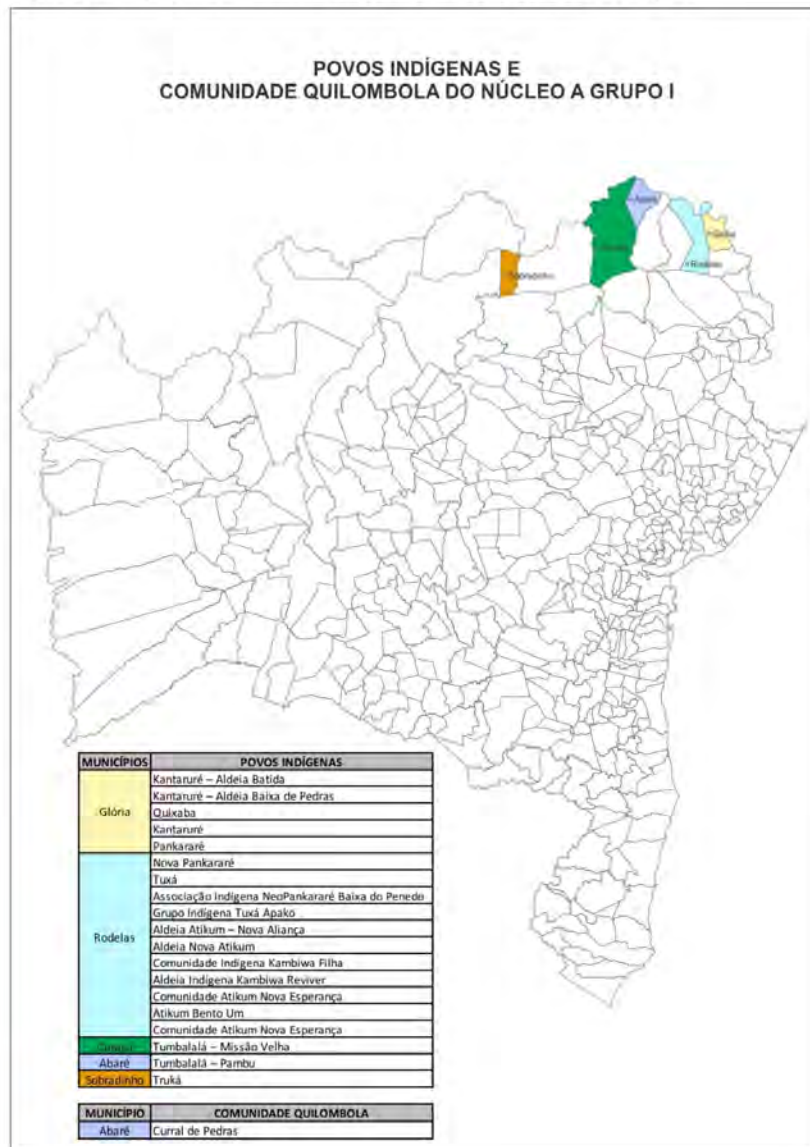 POVOS INDÍGENAS E
COMUNIDADE QUILOMBOLA DO NÚCLEO A GRUPO I
Abaré
Glória
Rodelas
Sobradinho
MUNICÍPIOS POVOS INDÍGENAS
Glória
Kantaruré – Aldeia Batida
Kantaruré – Aldeia Baixa de Pedras
Quixaba
Kantaruré
Pankararé
Rodelas
Nova Pankararé
Tuxá
Associação Indígena NeoPankararé Baixa do Penedo
Grupo Indígena Tuxá Apako
Aldeia Atikum – Nova Aliança
Aldeia Nova Atikum
Comunidade Indígena Kambiwa Filha
Aldeia Indígena Kambiwa Reviver
Comunidade Atikum Nova Esperança
Atikum Bento Um
Comunidade Atikum Nova Esperança
Tumbalalá – Missão Velha
Abaré Tumbalalá – Pambu
Sobradinho Truká
MUNICÍPIO COMUNIDADE QUILOMBOLA
Abaré Curral de Pedras